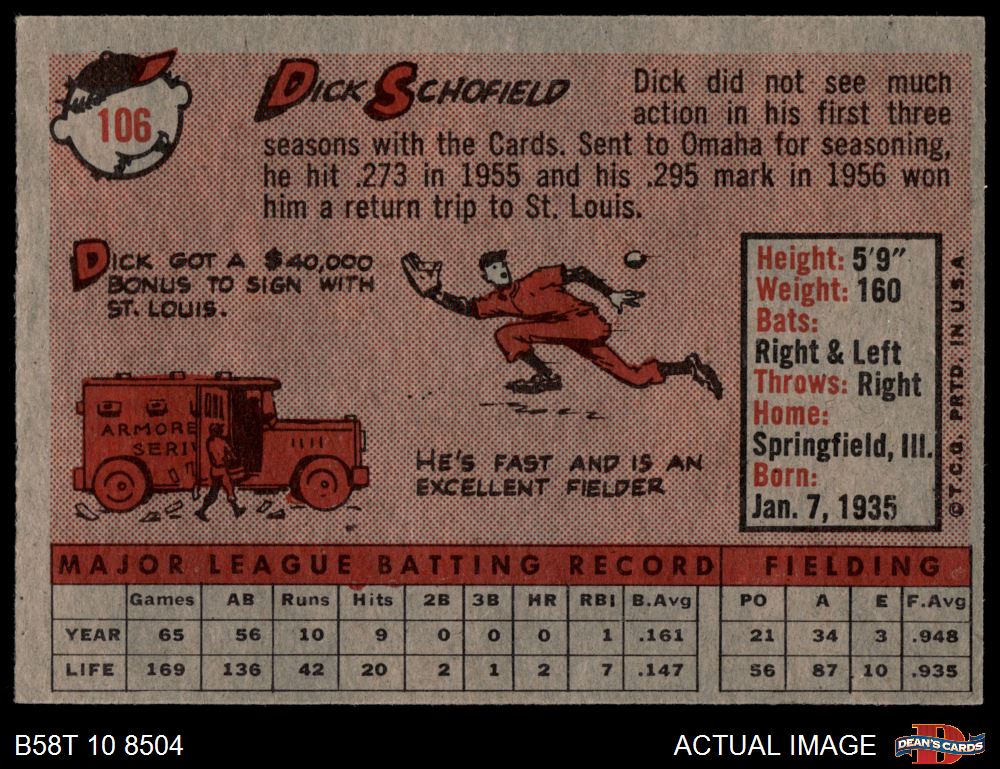 106
DICK SCHOFIELD
Dick did not see much
action in his first three
seasons with the Cards. Sent to Omaha for seasoning,
he hit .273 in 1955 and his .295 mark in 1956 won
him a return trip to St. Louis.
DICK GOT A $40,000
BONUS TO SIGN WITH
ST. LOUIS.
ARMORE
SERV
HE'S FAST AND IS AN
EXCELLENT FIELDER
Height: 5'9"
Weight: 160
Bats:
Right & Left
Throws: Right
Home:
Springfield, Ill.
Born:
Jan. 7, 1935
© T.C.G. PRTD. IN U.S.A.
MAJOR LEAGUE BATTING RECORD FIELDING
Games AB Runs Hits 2B 3B HR RBI B.Avg PO A E F.Avg
YEAR 65 56 10 9 0 0 0 1 .161 21 34 3 .948
LIFE 169 136 42 20 2 1 2 7 .147 56 87 10 .935
B58T 10 8504
ACTUAL IMAGE
DEAN'S CARDS